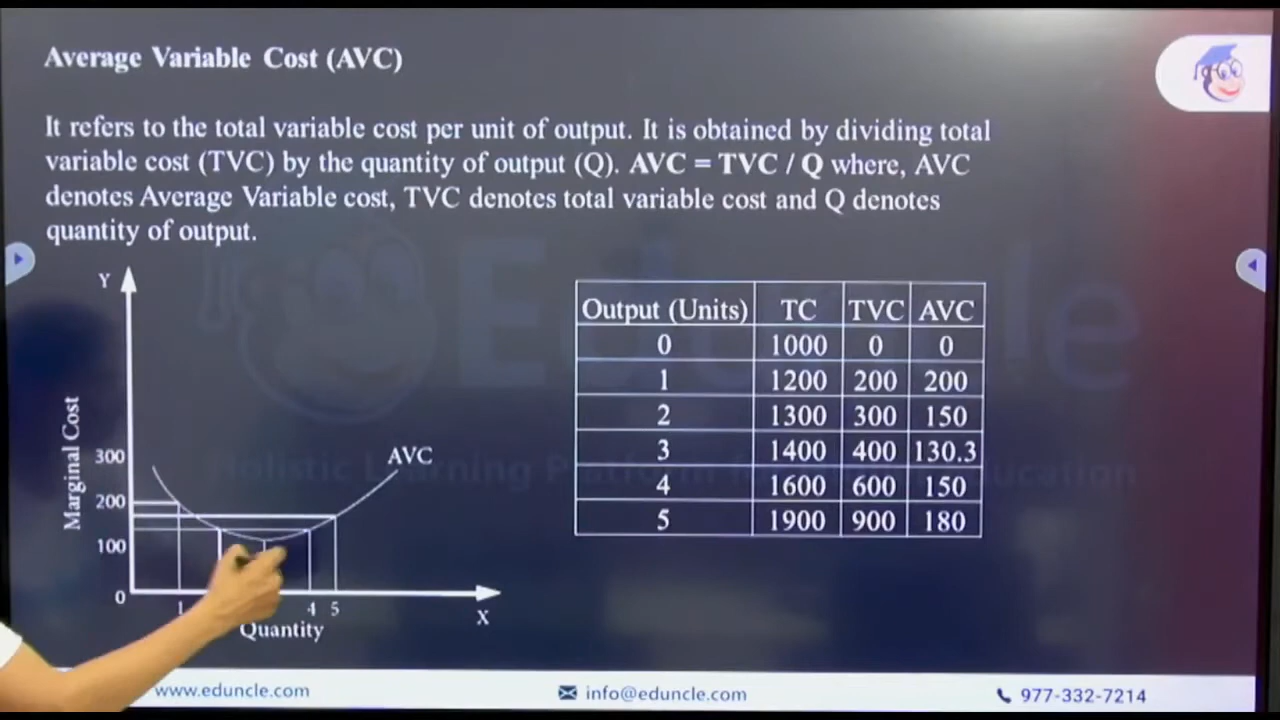 Average Variable Cost (AVC)
It refers to the total variable cost per unit of output. It is obtained by dividing total
variable cost (TVC) by the quantity of output (Q). AVC = TVC / Q where, AVC
denotes Average Variable cost, TVC denotes total variable cost and Q denotes
quantity of output.
Y
Marginal Cost
300
200
100
0
AVC
1 4 5
X
Quantity
Output (Units) TC TVC AVC
0 1000 0 0
1 1200 200 200
2 1300 300 150
3 1400 400 130.3
4 1600 600 150
5 1900 900 180
www.eduncle.com
info@eduncle.com
977-332-7214